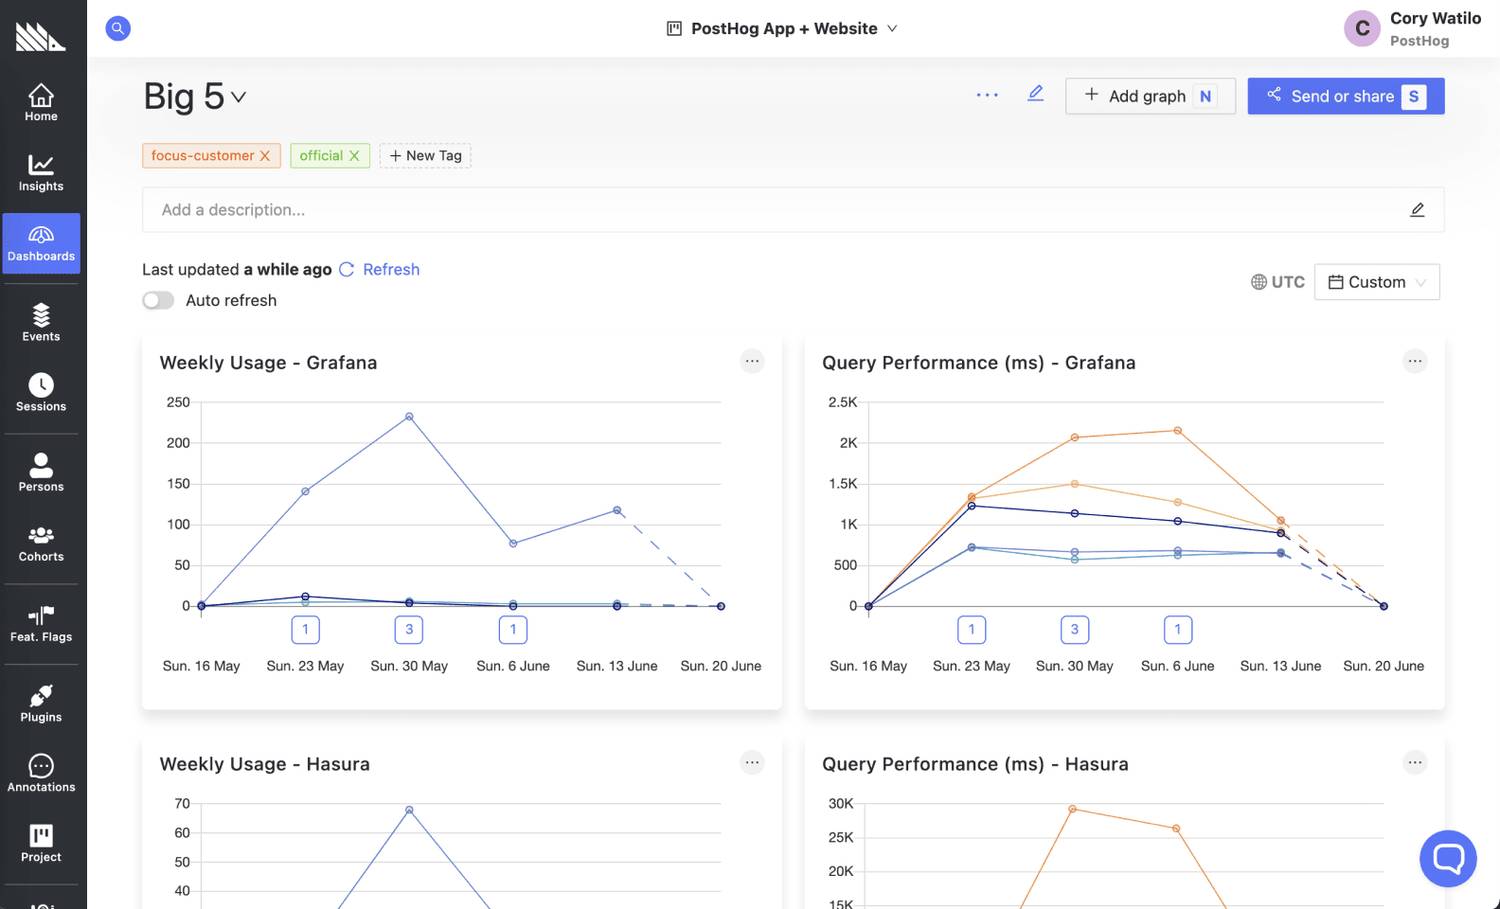 PostHog App + Website
C
Cory Watilo
PostHog
Home
Insights
Dashboards
Events
Sessions
Persons
Cohorts
Feat. Flags
Plugins
Annotations
Project
Big 5
Add graph N
Send or share S
focus-customer
official
+ New Tag
Add a description...
Last updated a while ago Refresh
Auto refresh
UTC
Custom
Weekly Usage - Grafana
250
200
150
100
50
0
1 3 1
Sun. 16 May Sun. 23 May Sun. 30 May Sun. 6 June Sun. 13 June Sun. 20 June
Query Performance (ms) - Grafana
2.5K
2K
1.5K
1K
500
0
1 3 1
Sun. 16 May Sun. 23 May Sun. 30 May Sun. 6 June Sun. 13 June Sun. 20 June
Weekly Usage - Hasura
70
60
50
40
Query Performance (ms) - Hasura
30K
25K
20K
15K